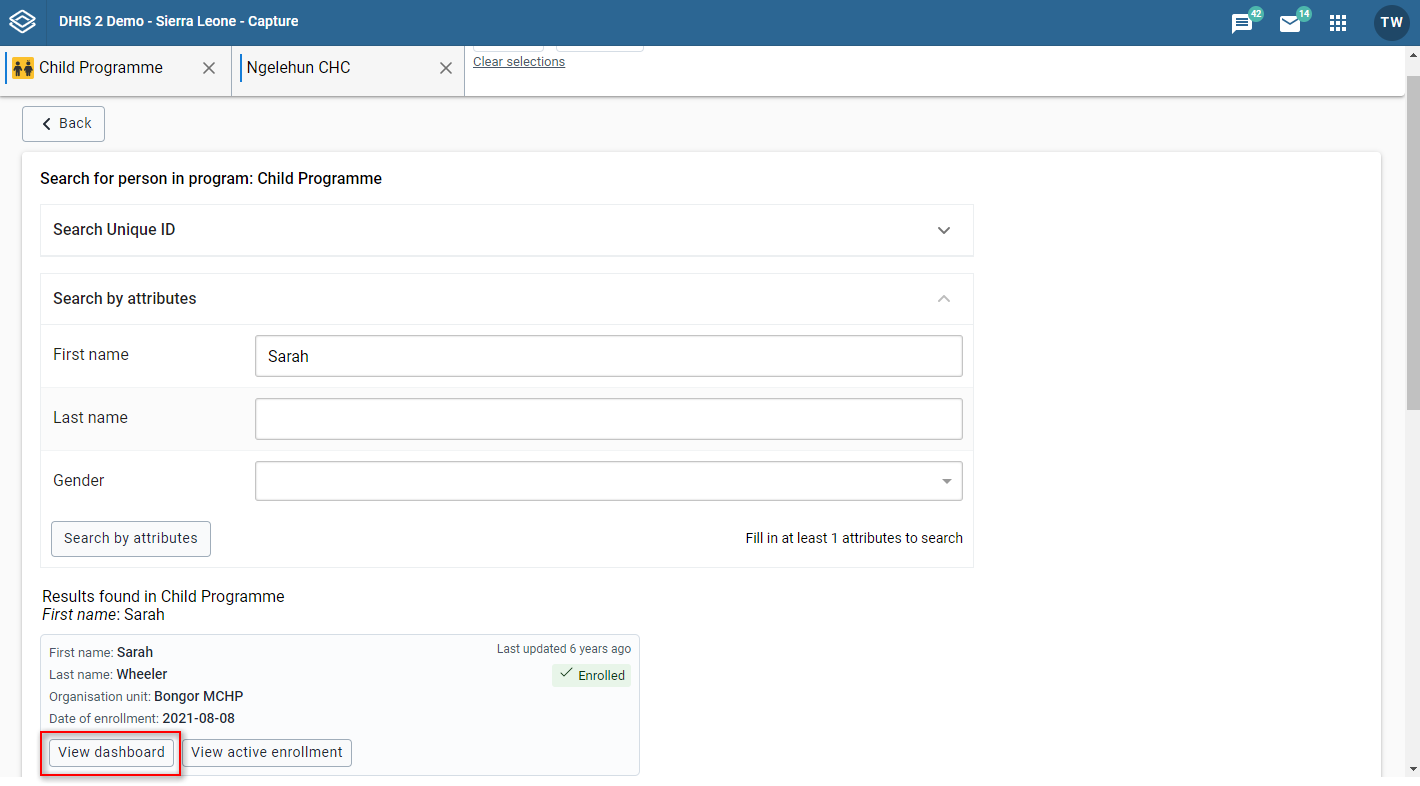 DHIS 2 Demo - Sierra Leone - Capture
42
14
TW
Child Programme
Ngelehun CHC
Clear selections
Back
Search for person in program: Child Programme
Search Unique ID
Search by attributes
First name
Sarah
Last name
Gender
Search by attributes
Fill in at least 1 attributes to search
Results found in Child Programme
First name: Sarah
First name: Sarah
Last updated 6 years ago
Last name: Wheeler
Enrolled
Organisation unit: Bongor MCHP
Date of enrollment: 2021-08-08
View dashboard
View active enrollment